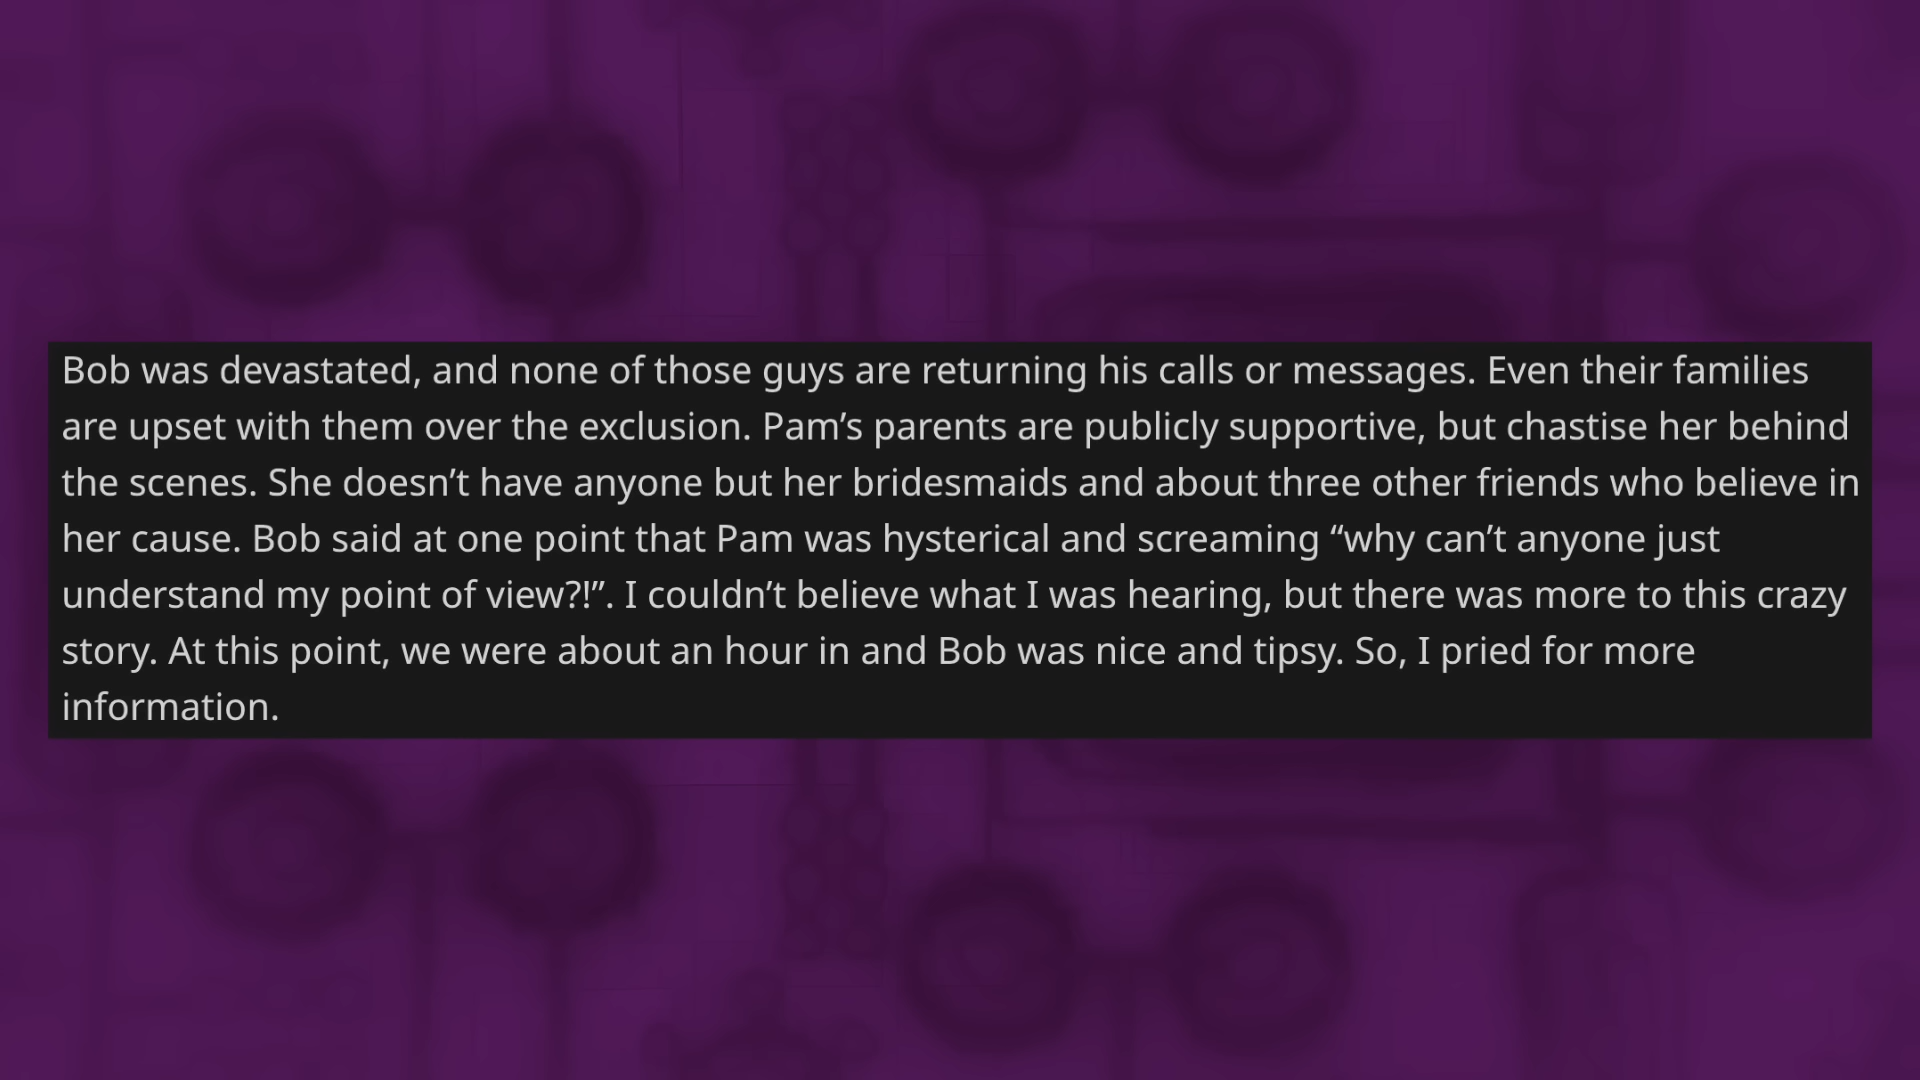 Bob was devastated, and none of those guys are returning his calls or messages. Even their families
are upset with them over the exclusion. Pam’s parents are publicly supportive, but chastise her behind
the scenes. She doesn’t have anyone but her bridesmaids and about three other friends who believe in
her cause. Bob said at one point that Pam was hysterical and screaming “why can’t anyone just
understand my point of view?!”. I couldn’t believe what I was hearing, but there was more to this crazy
story. At this point, we were about an hour in and Bob was nice and tipsy. So, I pried for more
information.